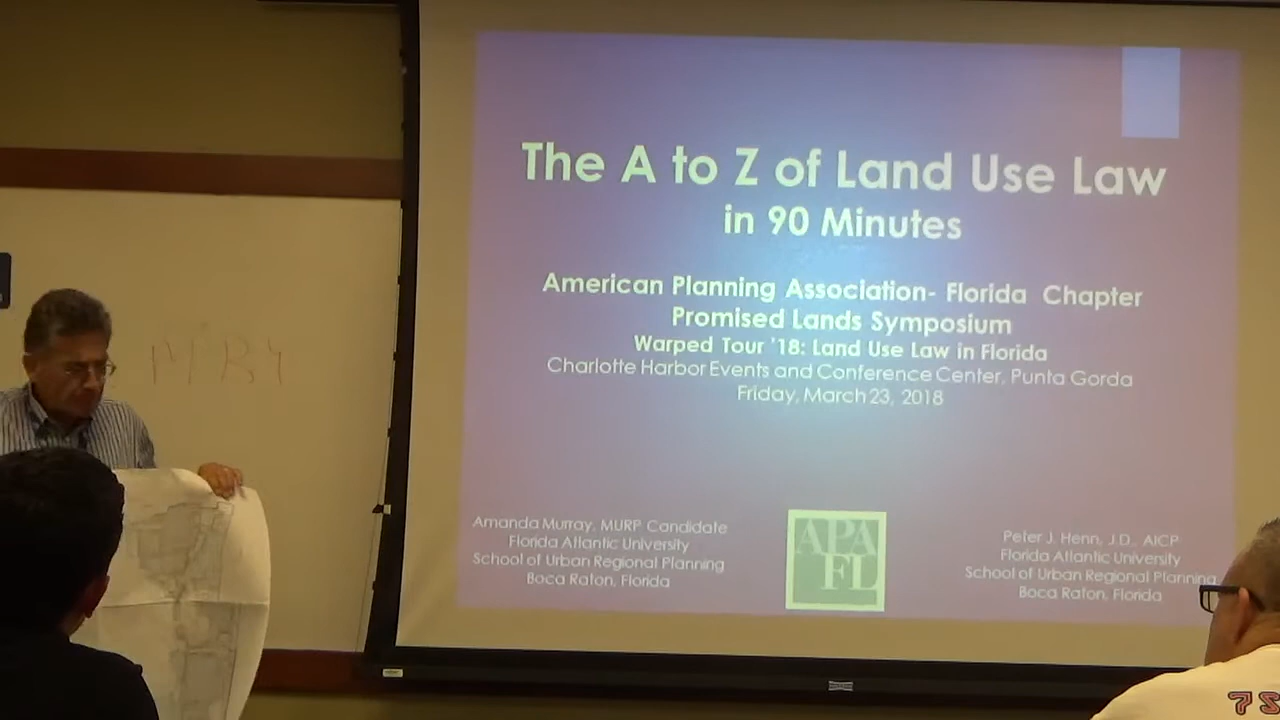 The A to Z of Land Use Law
in 90 Minutes
American Planning Association- Florida Chapter
Promised Lands Symposium
Warped Tour '18: Land Use Law in Florida
Charlotte Harbor Events and Conference Center, Punta Gorda
Friday, March 23, 2018
Amanda Murray, MURP Candidate
Florida Atlantic University
School of Urban Regional Planning
Boca Raton, Florida
APA
FL
Peter J. Henn, J.D., AICP
Florida Atlantic University
School of Urban Regional Planning
Boca Raton, Florida